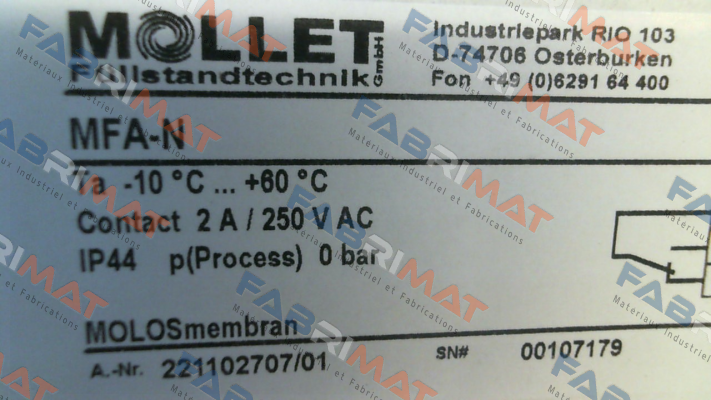 MOLLET
Füllstandtechnik GmbH
Industriepark RIO 103
D-74706 Osterburken
Fon +49 (0)6291 64 400
MFA-N
Ta -10 °C ... +60 °C
Contact 2 A / 250 V AC
IP44 p(Process) 0 bar
MOLOSmembran
A.-Nr. 221102707/01 SN# 00107179
FABRIMAT
Matériaux Industriel et Fabrications